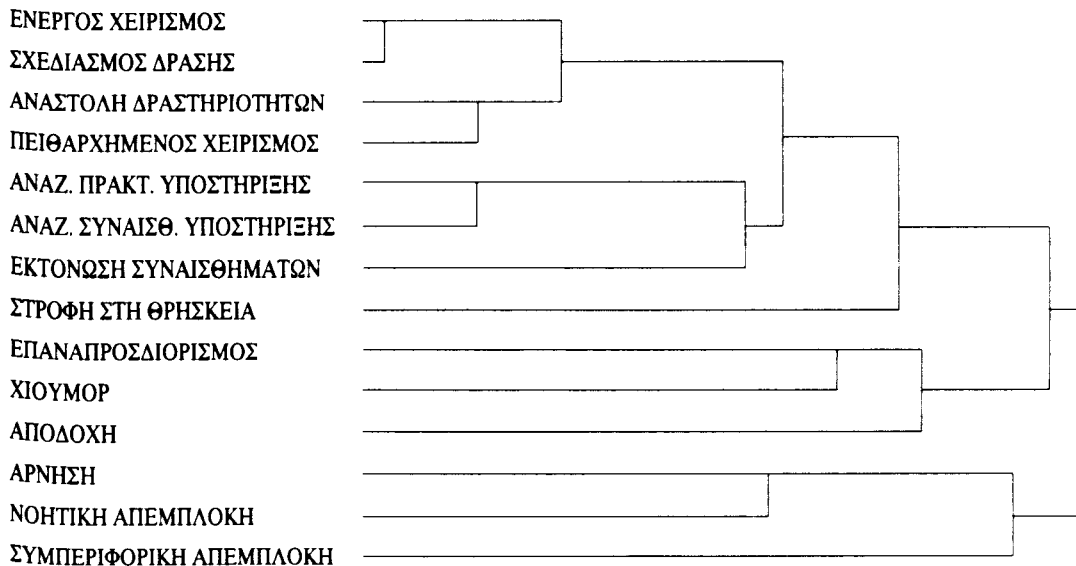 ΕΝΕΡΓΟΣ ΧΕΙΡΙΣΜΟΣ
ΣΧΕΔΙΑΣΜΟΣ ΔΡΑΣΗΣ
ΑΝΑΣΤΟΛΗ ΔΡΑΣΤΗΡΙΟΤΗΤΩΝ
ΠΕΙΘΑΡΧΗΜΕΝΟΣ ΧΕΙΡΙΣΜΟΣ
ΑΝΑΖ. ΠΡΑΚΤ. ΥΠΟΣΤΗΡΙΞΗΣ
ΑΝΑΖ. ΣΥΝΑΙΣΘ. ΥΠΟΣΤΗΡΙΞΗΣ
ΕΚΤΟΝΩΣΗ ΣΥΝΑΙΣΘΗΜΑΤΩΝ
ΣΤΡΟΦΗ ΣΤΗ ΘΡΗΣΚΕΙΑ
ΕΠΑΝΑΠΡΟΣΔΙΟΡΙΣΜΟΣ
ΧΙΟΥΜΟΡ
ΑΠΟΔΟΧΗ
ΑΡΝΗΣΗ
ΝΟΗΤΙΚΗ ΑΠΕΜΠΛΟΚΗ
ΣΥΜΠΕΡΙΦΟΡΙΚΗ ΑΠΕΜΠΛΟΚΗ